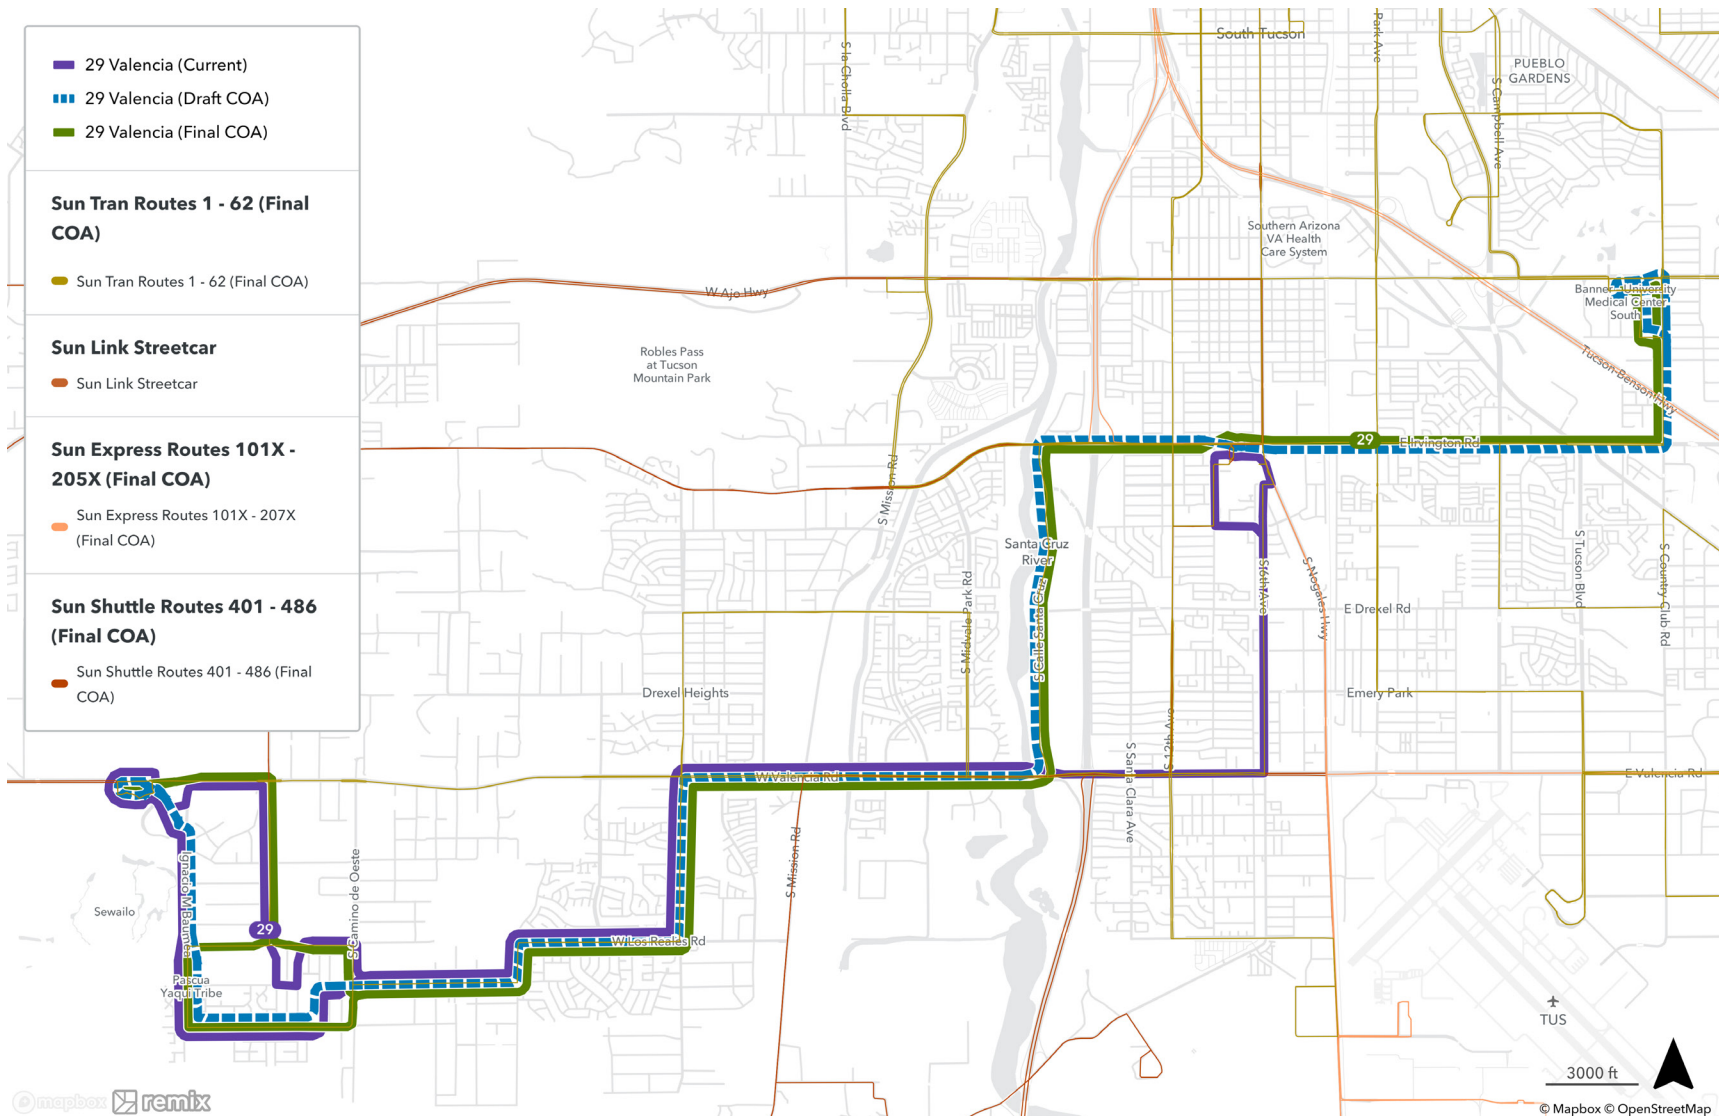 29 Valencia (Current)
29 Valencia (Draft COA)
29 Valencia (Final COA)
Sun Tran Routes 1 - 62 (Final
COA)
Sun Tran Routes 1 - 62 (Final COA)
Sun Link Streetcar
Sun Link Streetcar
Sun Express Routes 101X -
205X (Final COA)
Sun Express Routes 101X - 207X
(Final COA)
Sun Shuttle Routes 401 - 486
(Final COA)
Sun Shuttle Routes 401 - 486 (Final
COA)
South Tucson
Park Ave
PUEBLO
GARDENS
S la Cholla Blvd
S Campbell Ave
Southern Arizona
VA Health
Care System
W Ajo Hwy
Banner - University
Medical Center
South
Robles Pass
at Tucson
Mountain Park
Tucson-Benson Hwy
29
E Irvington Rd
S Mission Rd
Santa Cruz
River
S Calle Santa Cruz
S Midvale Park Rd
S 6th Ave
S Nogales Hwy
E Drexel Rd
S Tucson Blvd
S Country Club Rd
Drexel Heights
Emery Park
S 12th Ave
S Santa Clara Ave
W Valencia Rd
E Valencia Rd
S Mission Rd
Ignacio M Baumea
S Camino de Oeste
Sewailo
29
W Los Reales Rd
Pascua
Yaqui Tribe
TUS
3000 ft
mapbox
remix
© Mapbox © OpenStreetMap